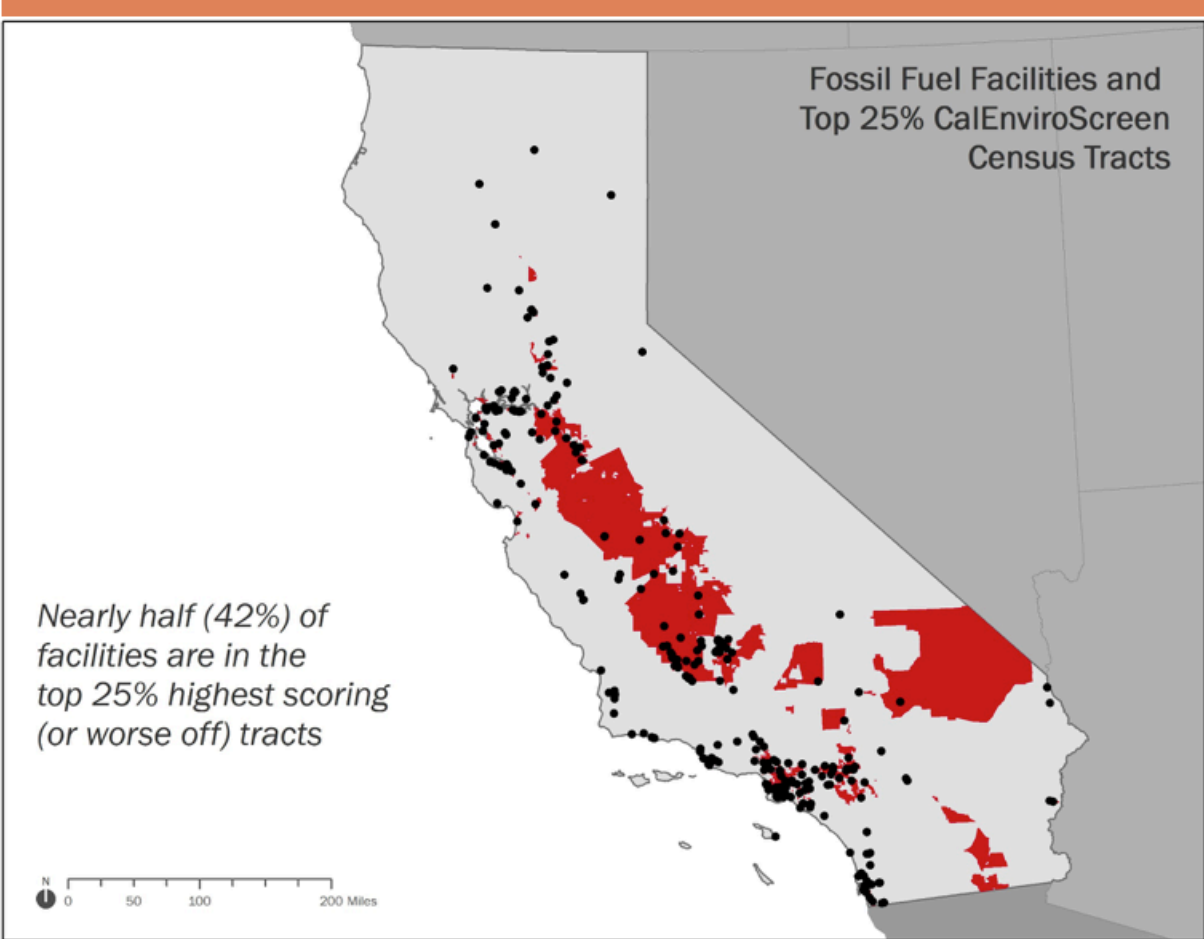 Fossil Fuel Facilities and
Top 25% CalEnviroScreen
Census Tracts
Nearly half (42%) of
facilities are in the
top 25% highest scoring
(or worse off) tracts
N
0 50 100 200 Miles